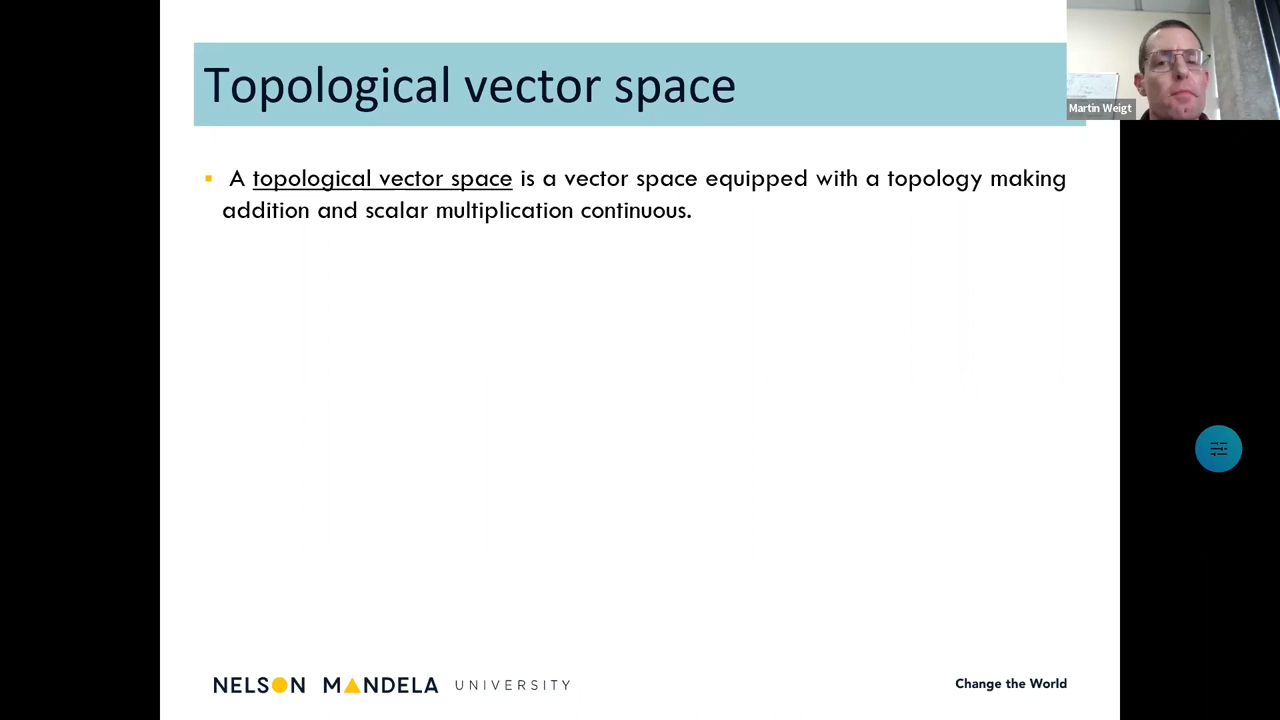 Topological vector space
Martin Weigt
A topological vector space is a vector space equipped with a topology making
addition and scalar multiplication continuous.
NELSON MANDELA UNIVERSITY
Change the World